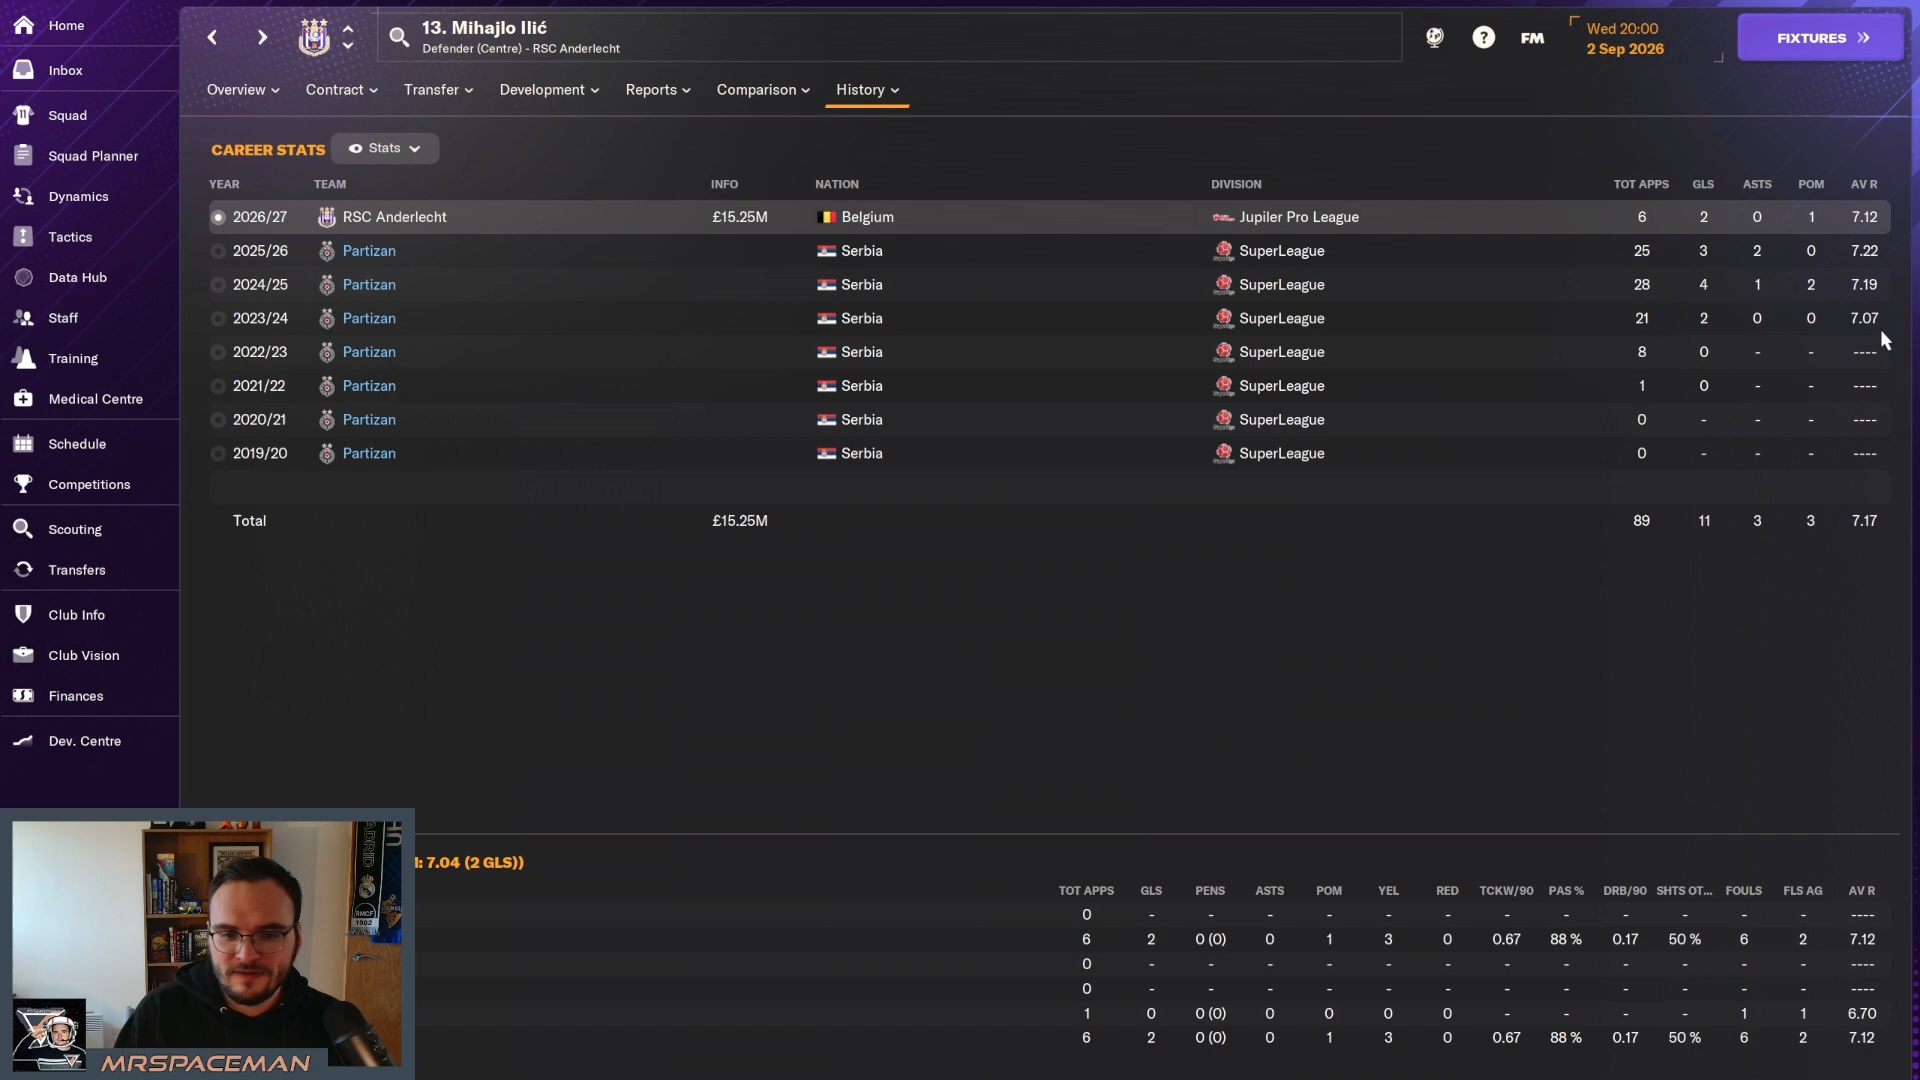 Home
Inbox
Squad
Squad Planner
Dynamics
Tactics
Data Hub
Staff
Training
Medical Centre
Schedule
Competitions
Scouting
Transfers
Club Info
Club Vision
Finances
Dev. Centre
13. Mihajlo Ilić
Defender (Centre) - RSC Anderlecht
? FM
Wed 20:00
2 Sep 2026
FIXTURES
Overview Contract Transfer Development Reports Comparison History
CAREER STATS Stats
YEAR TEAM INFO NATION DIVISION TOT APPS GLS ASTS POM AV R
2026/27 RSC Anderlecht £15.25M Belgium Jupiler Pro League 6 2 0 1 7.12
2025/26 Partizan Serbia SuperLeague 25 3 2 0 7.22
2024/25 Partizan Serbia SuperLeague 28 4 1 2 7.19
2023/24 Partizan Serbia SuperLeague 21 2 0 0 7.07
2022/23 Partizan Serbia SuperLeague 8 0 - - ----
2021/22 Partizan Serbia SuperLeague 1 0 - - ----
2020/21 Partizan Serbia SuperLeague 0 - - - ----
2019/20 Partizan Serbia SuperLeague 0 - - - ----
Total £15.25M 89 11 3 3 7.17
: 7.04 (2 GLS))
TOT APPS GLS PENS ASTS POM YEL RED TCKW/90 PAS % DRB/90 SHTS OT... FOULS FLS AG AV R
0 - - - - - - - - - - - - ----
6 2 0 (0) 0 1 3 0 0.67 88 % 0.17 50 % 6 2 7.12
0 - - - - - - - - - - - - ----
0 - - - - - - - - - - - - ----
1 0 0 (0) 0 0 0 0 - - - - 1 1 6.70
6 2 0 (0) 0 1 3 0 0.67 88 % 0.17 50 % 6 2 7.12
ADRID
RMCF
1902
MRSPACEMAN